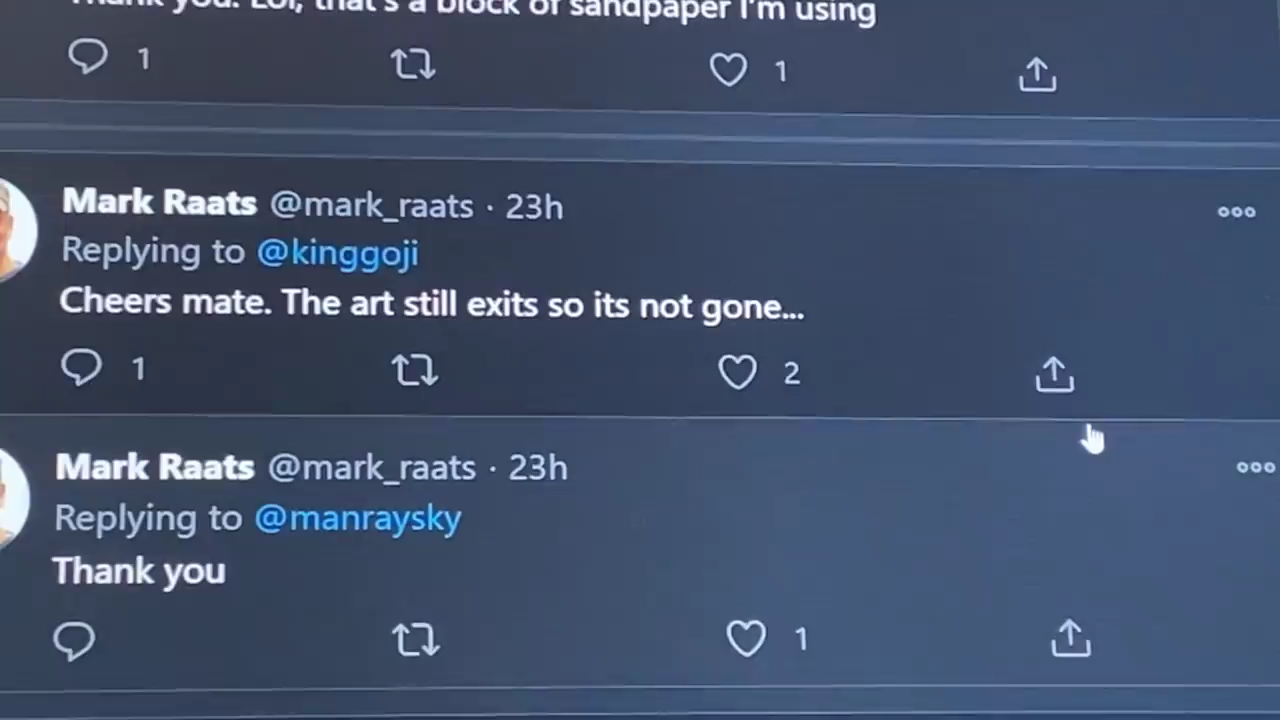 Thank you. Lol, that's a block of sandpaper I'm using
1 1
Mark Raats @mark_raats · 23h
Replying to @kinggoji
Cheers mate. The art still exits so its not gone...
1 2
Mark Raats @mark_raats · 23h
Replying to @manraysky
Thank you
1